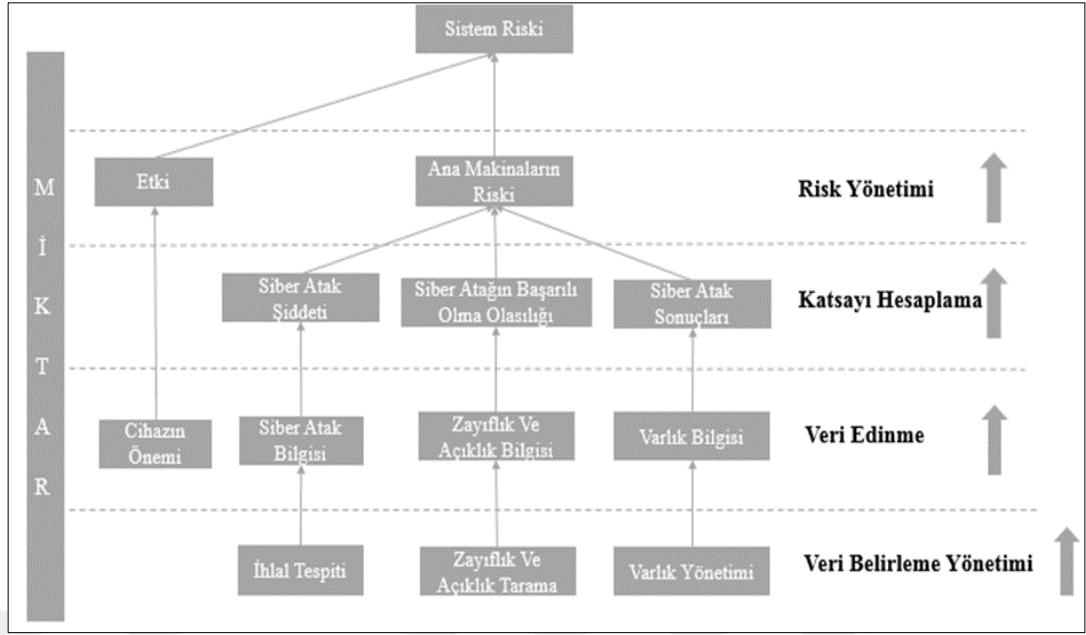 Sistem Riski
M
İ
K
T
A
R
Etki
Ana Makinaların
Riski
Risk Yönetimi
Siber Atak
Şiddeti
Siber Atağın Başarılı
Olma Olasılığı
Siber Atak
Sonuçları
Katsayı Hesaplama
Cihazın
Önemi
Siber Atak
Bilgisi
Zayıflık Ve
Açıklık Bilgisi
Varlık Bilgisi
Veri Edinme
İhlal Tespiti
Zayıflık Ve
Açıklık Tarama
Varlık Yönetimi
Veri Belirleme Yönetimi